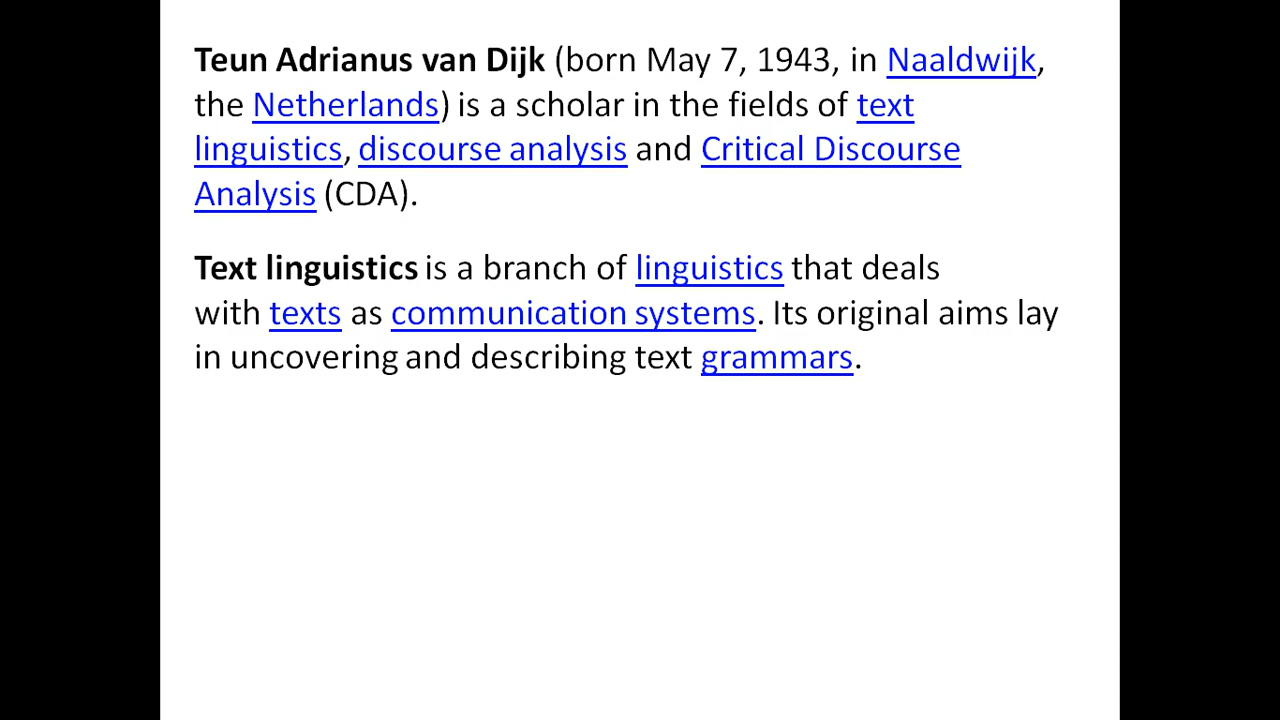 Teun Adrianus van Dijk (born May 7, 1943, in Naaldwijk,
the Netherlands) is a scholar in the fields of text
linguistics, discourse analysis and Critical Discourse
Analysis (CDA).
Text linguistics is a branch of linguistics that deals
with texts as communication systems. Its original aims lay
in uncovering and describing text grammars.